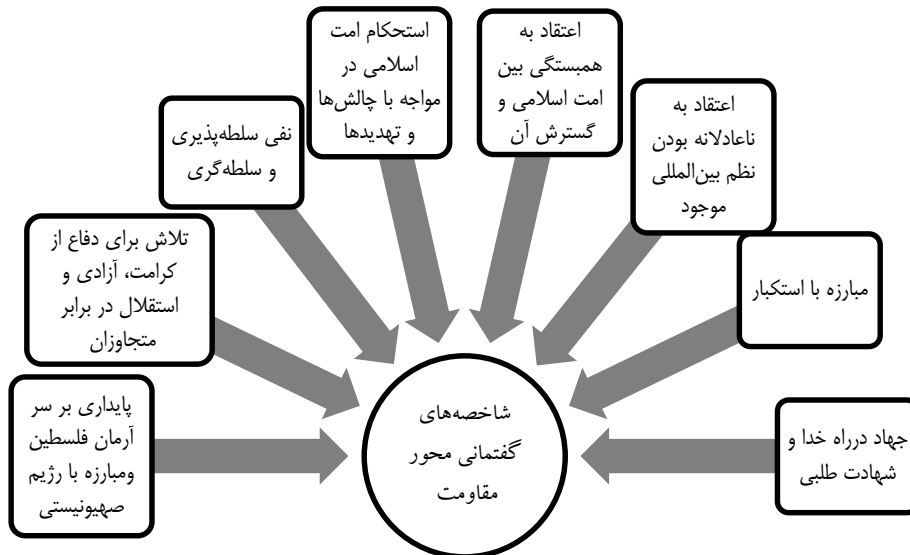 اعتقاد به
همبستگی بین
امت اسلامی و
گسترش آن
استحکام امت
اسلامی در
مواجه با چالش‌ها
و تهدیدها
اعتقاد به
ناعادلانه بودن
نظم بین‌المللی
موجود
نفی سلطه‌پذیری
و سلطه‌گری
مبارزه با استکبار
تلاش برای دفاع از
کرامت، آزادی و
استقلال در برابر
متجاوزان
جهاد درراه خدا و
شهادت طلبی
پایداری بر سر
آرمان فلسطین
ومبارزه با رژیم
صهیونیستی
شاخصه‌های
گفتمانی محور
مقاومت